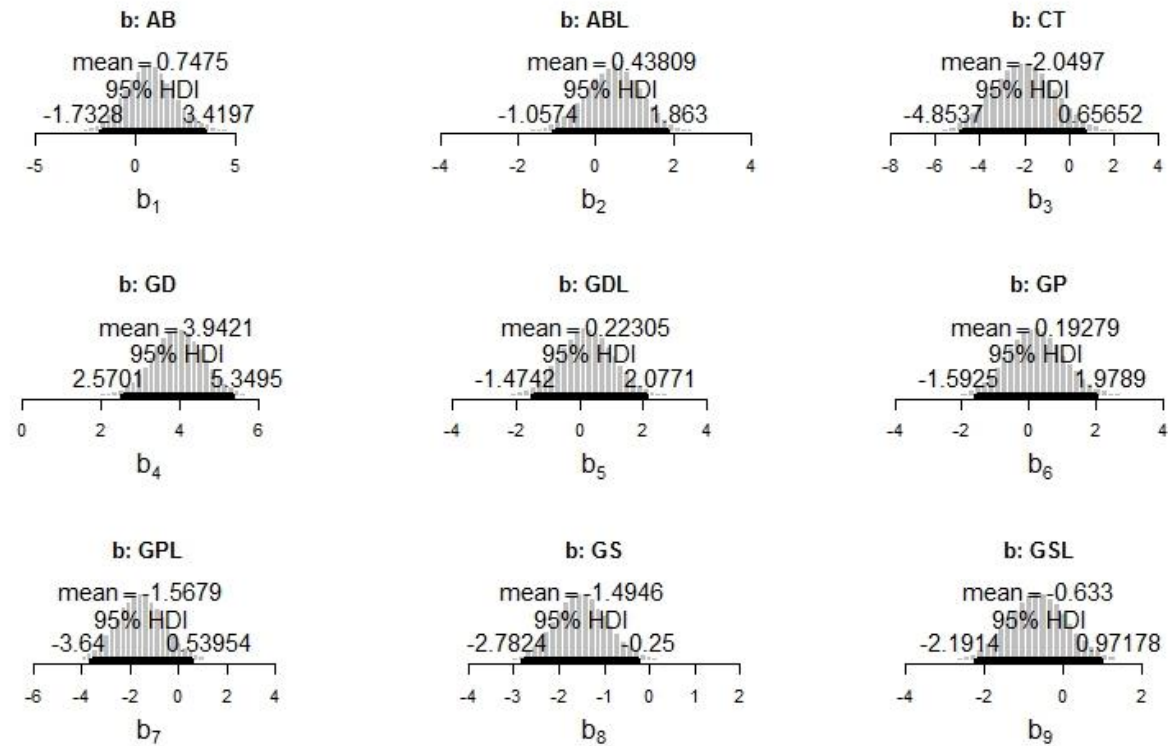 b: AB
mean = 0.7475
95% HDI
-1.7328 3.4197
-5 0 5
b1
b: ABL
mean = 0.43809
95% HDI
-1.0574 1.863
-4 -2 0 2 4
b2
b: CT
mean = -2.0497
95% HDI
-4.8537 0.65652
-8 -6 -4 -2 0 2 4
b3
b: GD
mean = 3.9421
95% HDI
2.5701 5.3495
0 2 4 6
b4
b: GDL
mean = 0.22305
95% HDI
-1.4742 2.0771
-4 -2 0 2 4
b5
b: GP
mean = 0.19279
95% HDI
-1.5925 1.9789
-4 -2 0 2 4
b6
b: GPL
mean = -1.5679
95% HDI
-3.64 0.53954
-6 -4 -2 0 2 4
b7
b: GS
mean = -1.4946
95% HDI
-2.7824 -0.25
-4 -3 -2 -1 0 1 2
b8
b: GSL
mean = -0.633
95% HDI
-2.1914 0.97178
-4 -2 0 2
b9